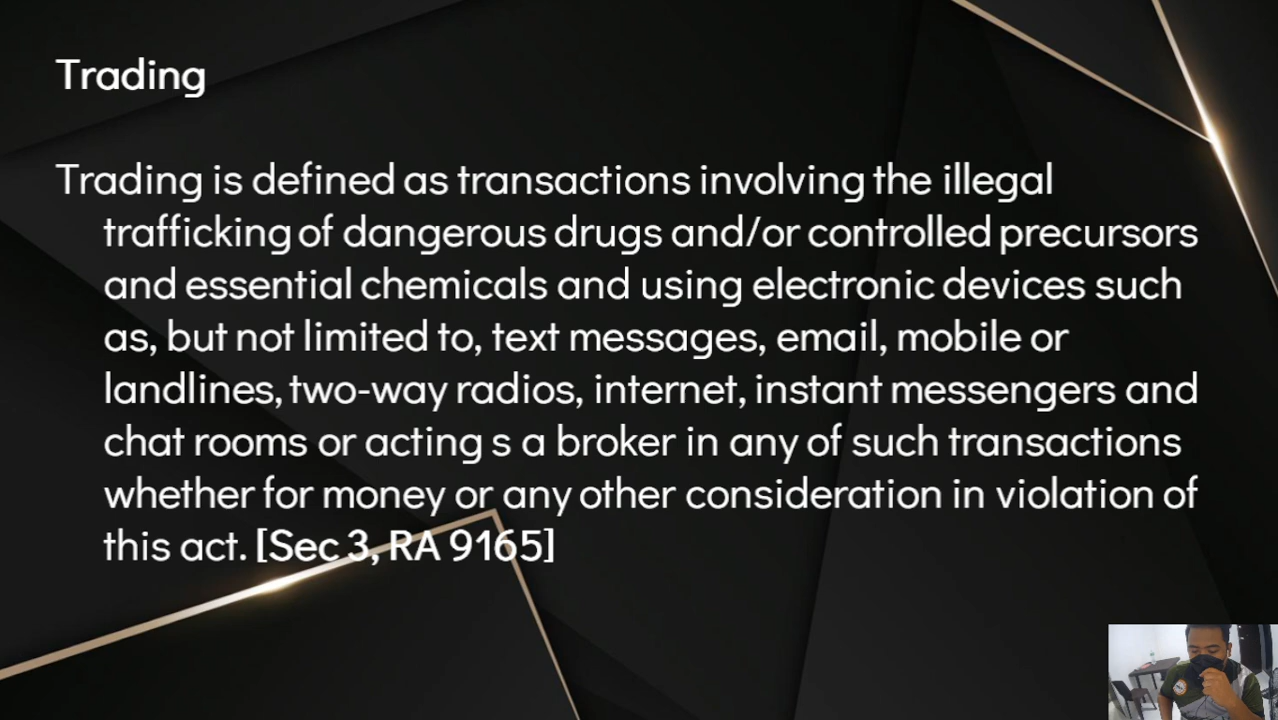 Trading
Trading is defined as transactions involving the illegal
trafficking of dangerous drugs and/or controlled precursors
and essential chemicals and using electronic devices such
as, but not limited to, text messages, email, mobile or
landlines, two-way radios, internet, instant messengers and
chat rooms or acting s a broker in any of such transactions
whether for money or any other consideration in violation of
this act. [Sec 3, RA 9165]